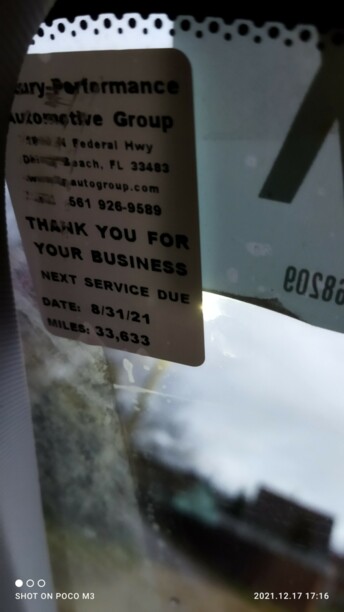 Performance
Automotive Group
Federal Hwy
Beach, FL 33483
autogroup.com
561 926-9589
THANK YOU FOR
YOUR BUSINESS
NEXT SERVICE DUE
DATE: 8/31/21
MILES: 33,633
68209
SHOT ON POCO M3
2021.12.17 17:16